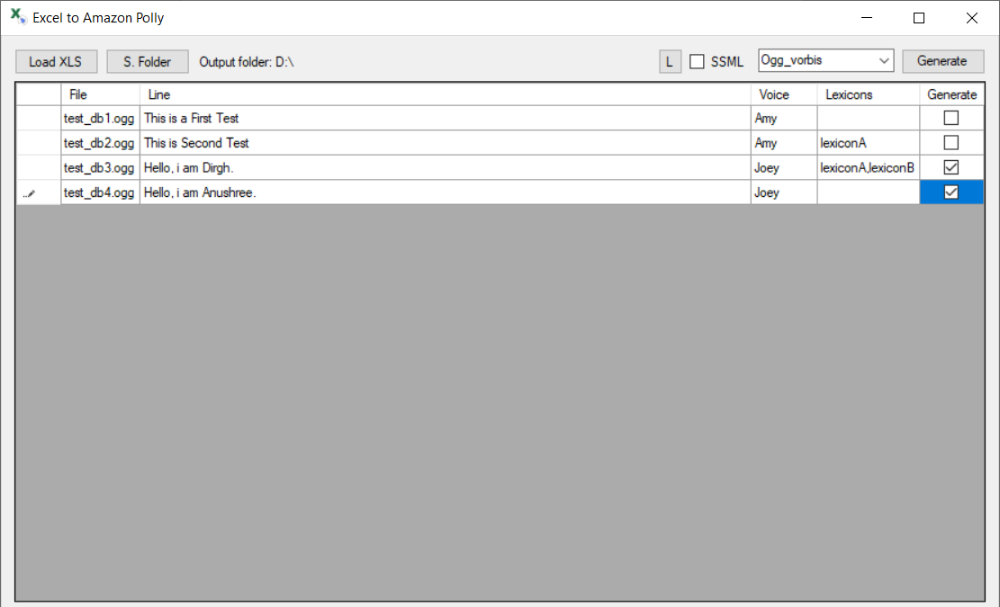 Excel to Amazon Polly
Load XLS S. Folder Output folder: D:\ L SSML Ogg_vorbis Generate
File Line Voice Lexicons Generate
test_db1.ogg This is a First Test Amy
test_db2.ogg This is Second Test Amy lexiconA
test_db3.ogg Hello, i am Dirgh. Joey lexiconA,lexiconB
test_db4.ogg Hello, i am Anushree. Joey